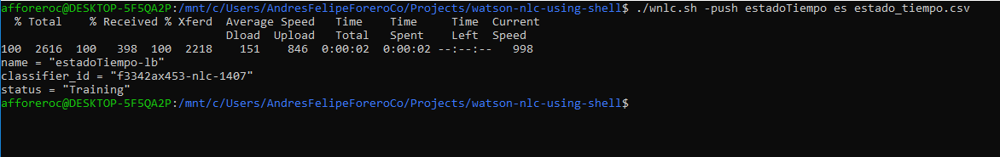 afforeroc@DESKTOP-5F5QA2P:/mnt/c/Users/AndresFelipeForeroCo/Projects/watson-nlc-using-shell$ ./wnlc.sh -push estadoTiempo es estado_tiempo.csv
% Total % Received % Xferd Average Speed Time Time Time Current
Dload Upload Total Spent Left Speed
100 2616 100 398 100 2218 151 846 0:00:02 0:00:02 --:--:-- 998
name = "estadoTiempo-lb"
classifier_id = "f3342ax453-nlc-1407"
status = "Training"
afforeroc@DESKTOP-5F5QA2P:/mnt/c/Users/AndresFelipeForeroCo/Projects/watson-nlc-using-shell$